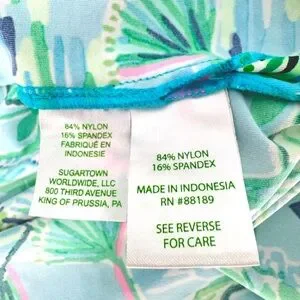 84% NYLON
16% SPANDEX
FABRIQUÉ EN
INDONESIE
SUGARTOWN
WORLDWIDE, LLC
800 THIRD AVENUE
KING OF PRUSSIA, PA
84% NYLON
16% SPANDEX
MADE IN INDONESIA
RN #88189
SEE REVERSE
FOR CARE